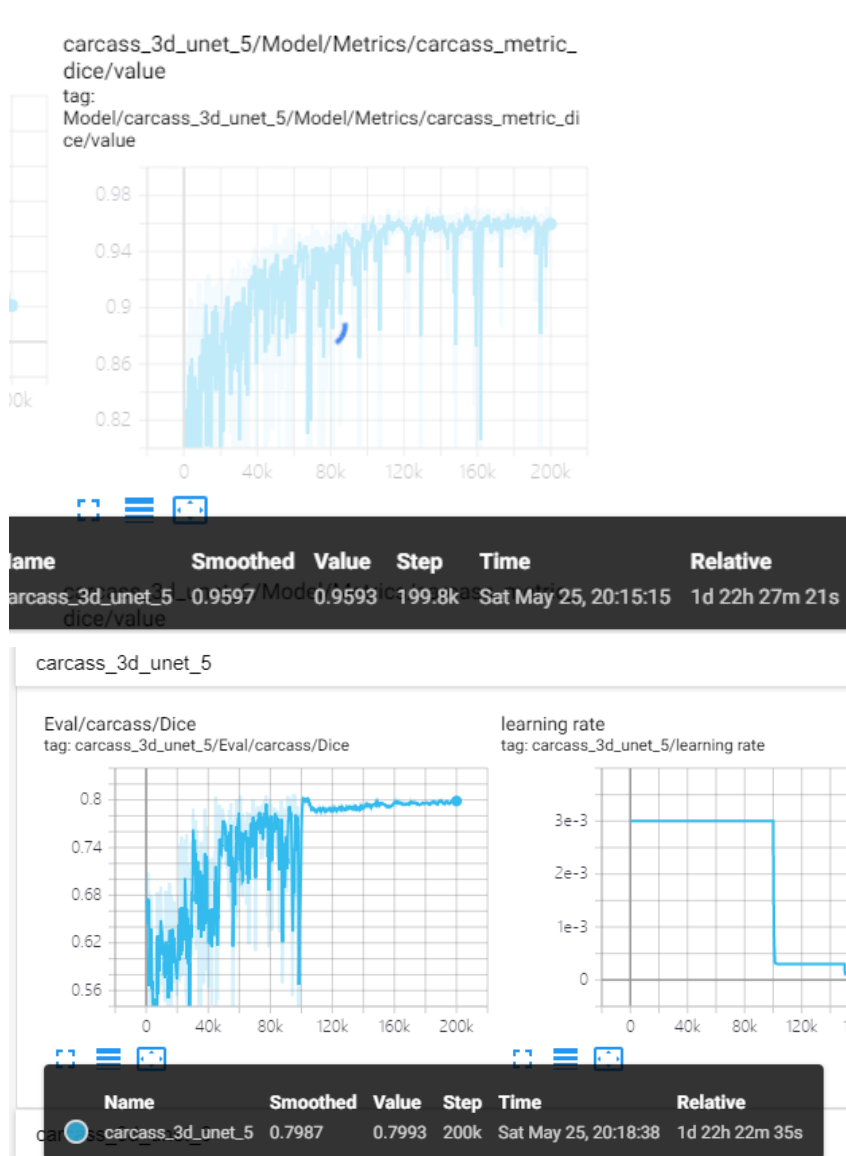 carcass_3d_unet_5/Model/Metrics/carcass_metric_
dice/value
tag:
Model/carcass_3d_unet_5/Model/Metrics/carcass_metric_di
ce/value
0.98
0.94
0.9
0.86
0.82
00k
0 40k 80k 120k 160k 200k
ame Smoothed Value Step Time Relative
arcass_3d_unet_5 0.9597 0.9593 199.8k Sat May 25, 20:15:15 1d 22h 27m 21s
dice/value
carcass_3d_unet_5
Eval/carcass/Dice
tag: carcass_3d_unet_5/Eval/carcass/Dice
0.8
0.74
0.68
0.62
0.56
0 40k 80k 120k 160k 200k
learning rate
tag: carcass_3d_unet_5/learning rate
3e-3
2e-3
1e-3
0
0 40k 80k 120k 1
Name Smoothed Value Step Time Relative
carcass_3d_unet_5 0.7987 0.7993 200k Sat May 25, 20:18:38 1d 22h 22m 35s